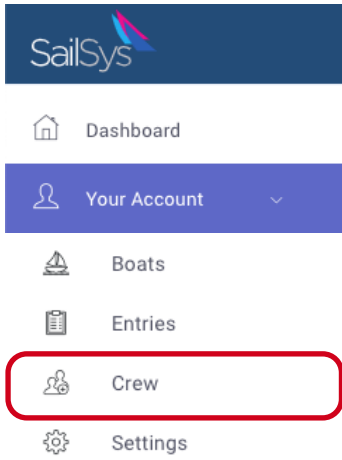 SailSys
Dashboard
Your Account
Boats
Entries
Crew
Settings